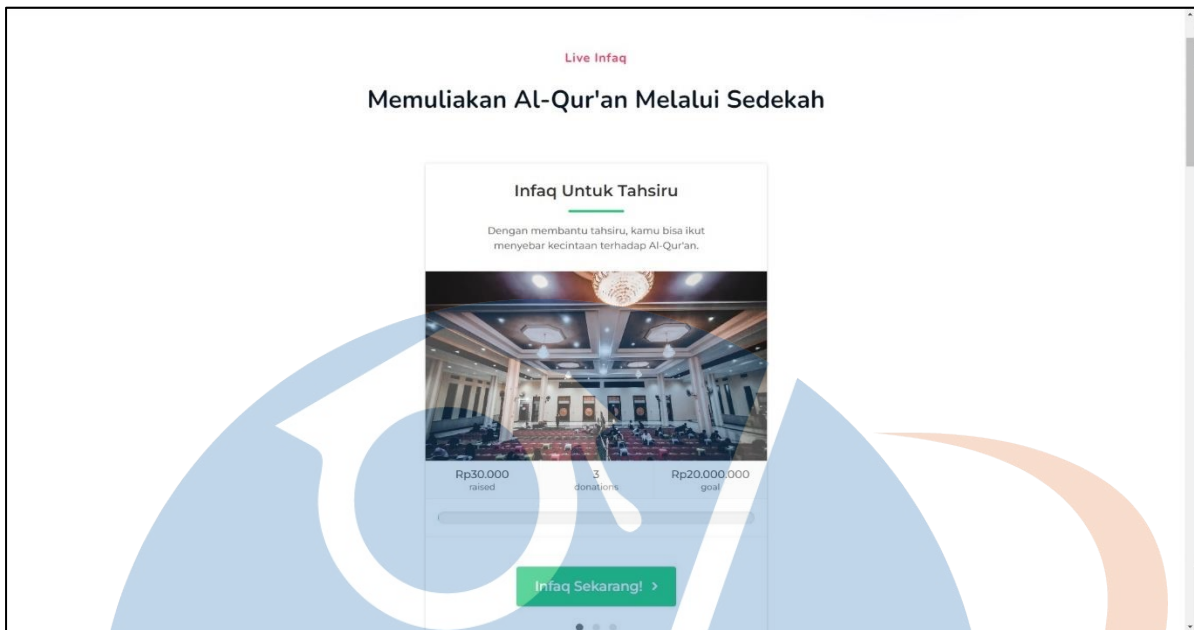 Live Infaq
Memuliakan Al-Qur'an Melalui Sedekah
Infaq Untuk Tahsiru
Dengan membantu tahsiru, kamu bisa ikut
menyebar kecintaan terhadap Al-Qur'an.
Rp30.000 3 Rp20.000.000
raised donations goal
Infaq Sekarang! >